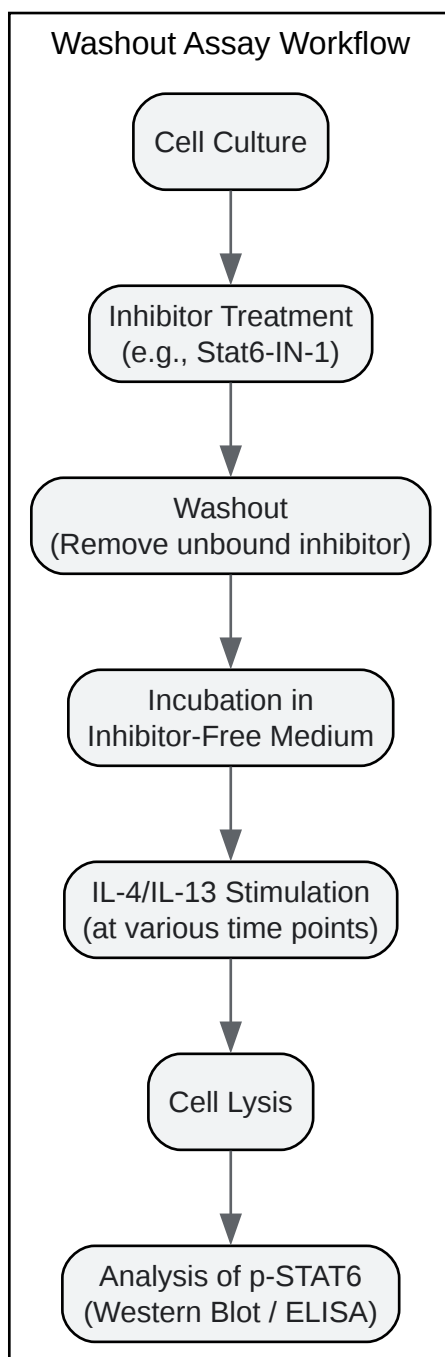 Washout Assay Workflow
Cell Culture
Inhibitor Treatment
(e.g., Stat6-IN-1)
Washout
(Remove unbound inhibitor)
Incubation in
Inhibitor-Free Medium
IL-4/IL-13 Stimulation
(at various time points)
Cell Lysis
Analysis of p-STAT6
(Western Blot / ELISA)